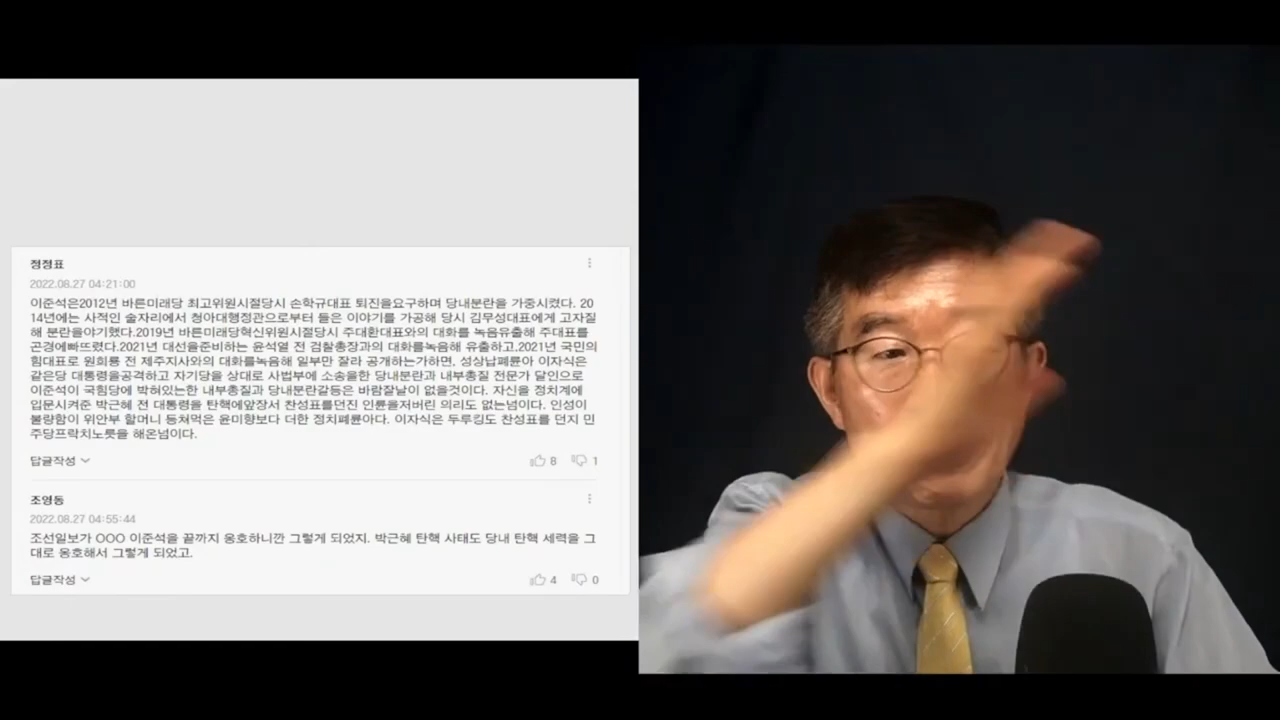 정정표
2022.08.27 04:21:00
이준석은2012년 바른미래당 최고위원시절당시 손학규대표 퇴진을요구하며 당내분란을 가중시켰다. 20
14년에는 사적인 술자리에서 청아대행정관으로부터 들은 이야기를 가공해 당시 김무성대표에게 고자질
해 분란을야기했다.2019년 바른미래당혁신위원시절당시 주대환대표와의 대화를 녹음유출해 주대표를
곤경에빠뜨렸다.2021년 대선을준비하는 윤석열 전 검찰총장과의 대화를녹음해 유출하고,2021년 국민의
힘대표로 원희룡 전 제주지사와의 대화를녹음해 일부만 잘라 공개하는가하면, 성상납폐륜아 이자식은
같은당 대통령을공격하고 자기당을 상대로 사법부에 소송을한 당내분란과 내부총질 전문가 달인으로
이준석이 국힘당에 박혀있는한 내부총질과 당내분란갈등은 바람잘날이 없을것이다. 자신을 정치계에
입문시켜준 박근혜 전 대통령을 탄핵에앞장서 찬성표를던진 인륜을저버린 의리도 없는넘이다. 인성이
불량함이 위안부 할머니 등쳐먹은 윤미향보다 더한 정치폐륜아다. 이자식은 두루킹도 찬성표를 던지 민
주당프락치노릇을 해온넘이다.
답글작성
8 1
조영동
2022.08.27 04:55:44
조선일보가 OOO 이준석을 끝까지 옹호하니깐 그렇게 되었지. 박근혜 탄핵 사태도 당내 탄핵 세력을 그
대로 옹호해서 그렇게 되었고.
답글작성
4 0